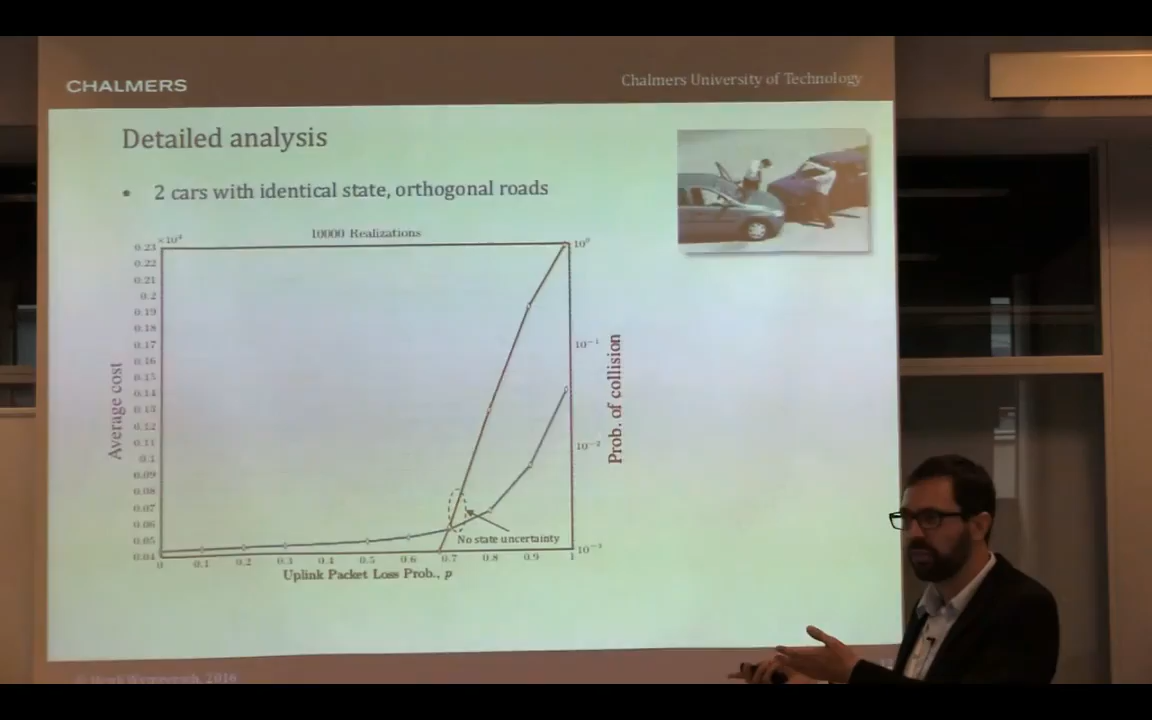 CHALMERS
Chalmers University of Technology
Detailed analysis
• 2 cars with identical state, orthogonal roads
10000 Realizations
×10⁴
0.23
0.22
0.21
0.2
0.19
0.18
0.17
0.16
0.15
0.14
0.13
0.12
0.11
0.1
0.09
0.08
0.07
0.06
0.05
0.04
Average cost
10⁰
10⁻¹
10⁻²
10⁻³
Prob. of collision
No state uncertainty
0 0.1 0.2 0.3 0.4 0.5 0.6 0.7 0.8 0.9 1
Uplink Packet Loss Prob., p
2016